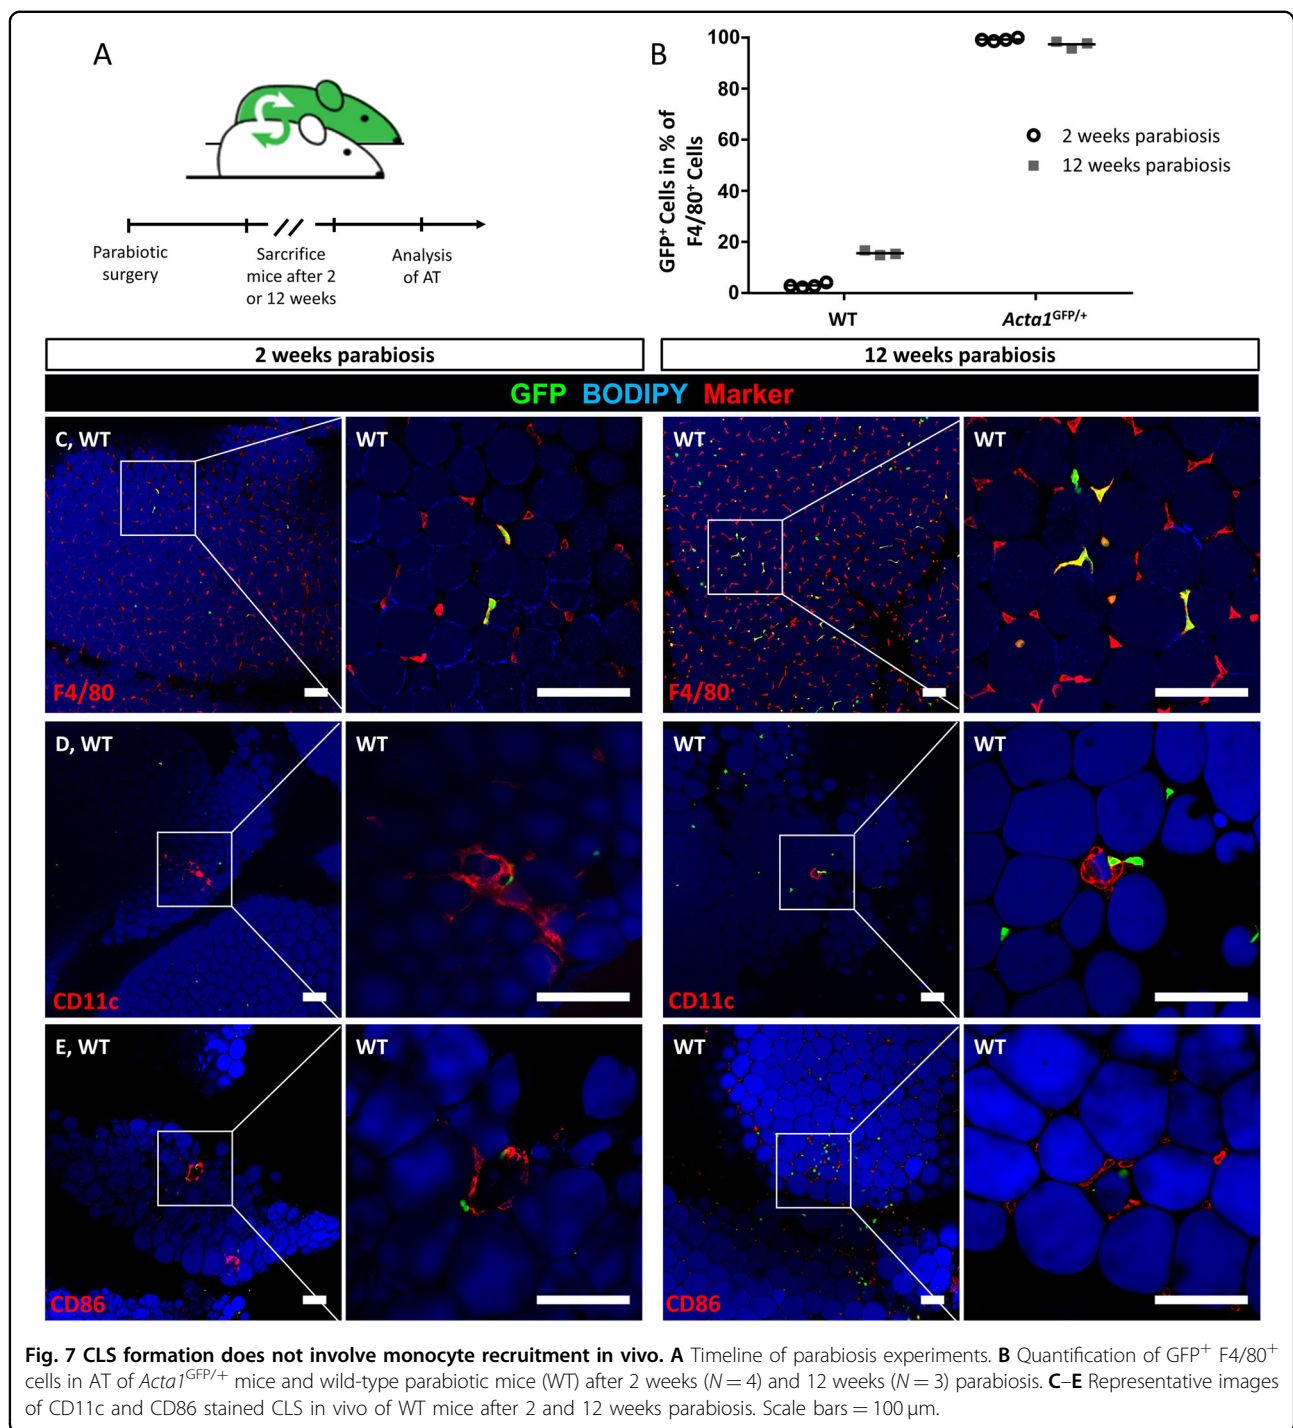 A
Parabiotic
surgery
Sarcrifice
mice after 2
or 12 weeks
Analysis
of AT
B
GFP+ Cells in % of
F4/80+ Cells
100
80
60
40
20
0
2 weeks parabiosis
12 weeks parabiosis
WT
Acta1GFP/+
2 weeks parabiosis
12 weeks parabiosis
GFP BODIPY Marker
C, WT
WT
WT
WT
F4/80
F4/80
D, WT
WT
WT
WT
CD11c
CD11c
E, WT
WT
WT
WT
CD86
CD86
Fig. 7 CLS formation does not involve monocyte recruitment in vivo. A Timeline of parabiosis experiments. B Quantification of GFP+ F4/80+
cells in AT of Acta1GFP/+ mice and wild-type parabiotic mice (WT) after 2 weeks (N = 4) and 12 weeks (N = 3) parabiosis. C–E Representative images
of CD11c and CD86 stained CLS in vivo of WT mice after 2 and 12 weeks parabiosis. Scale bars = 100 µm.